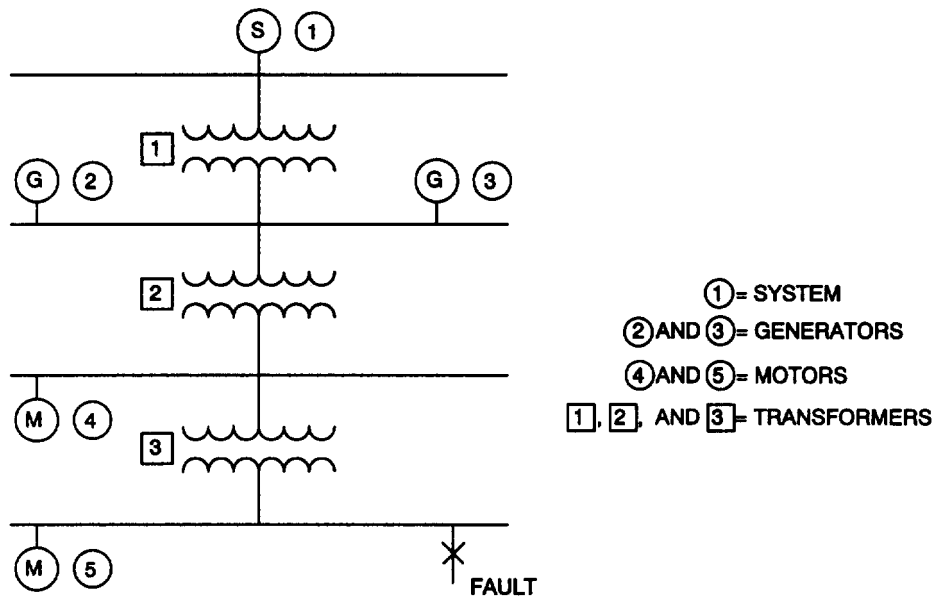 S 1
1
G 2
G 3
2
1 = SYSTEM
2 AND 3 = GENERATORS
4 AND 5 = MOTORS
1, 2, AND 3 = TRANSFORMERS
M 4
3
M 5
FAULT